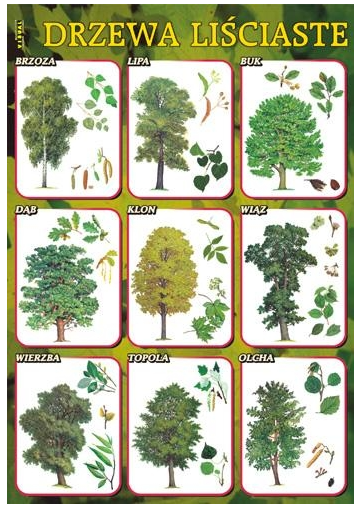 DRZEWA LIŚCIASTE
BRZOZA
LIPA
BUK
DĄB
KLON
WIĄZ
WIERZBA
TOPOLA
OLCHA